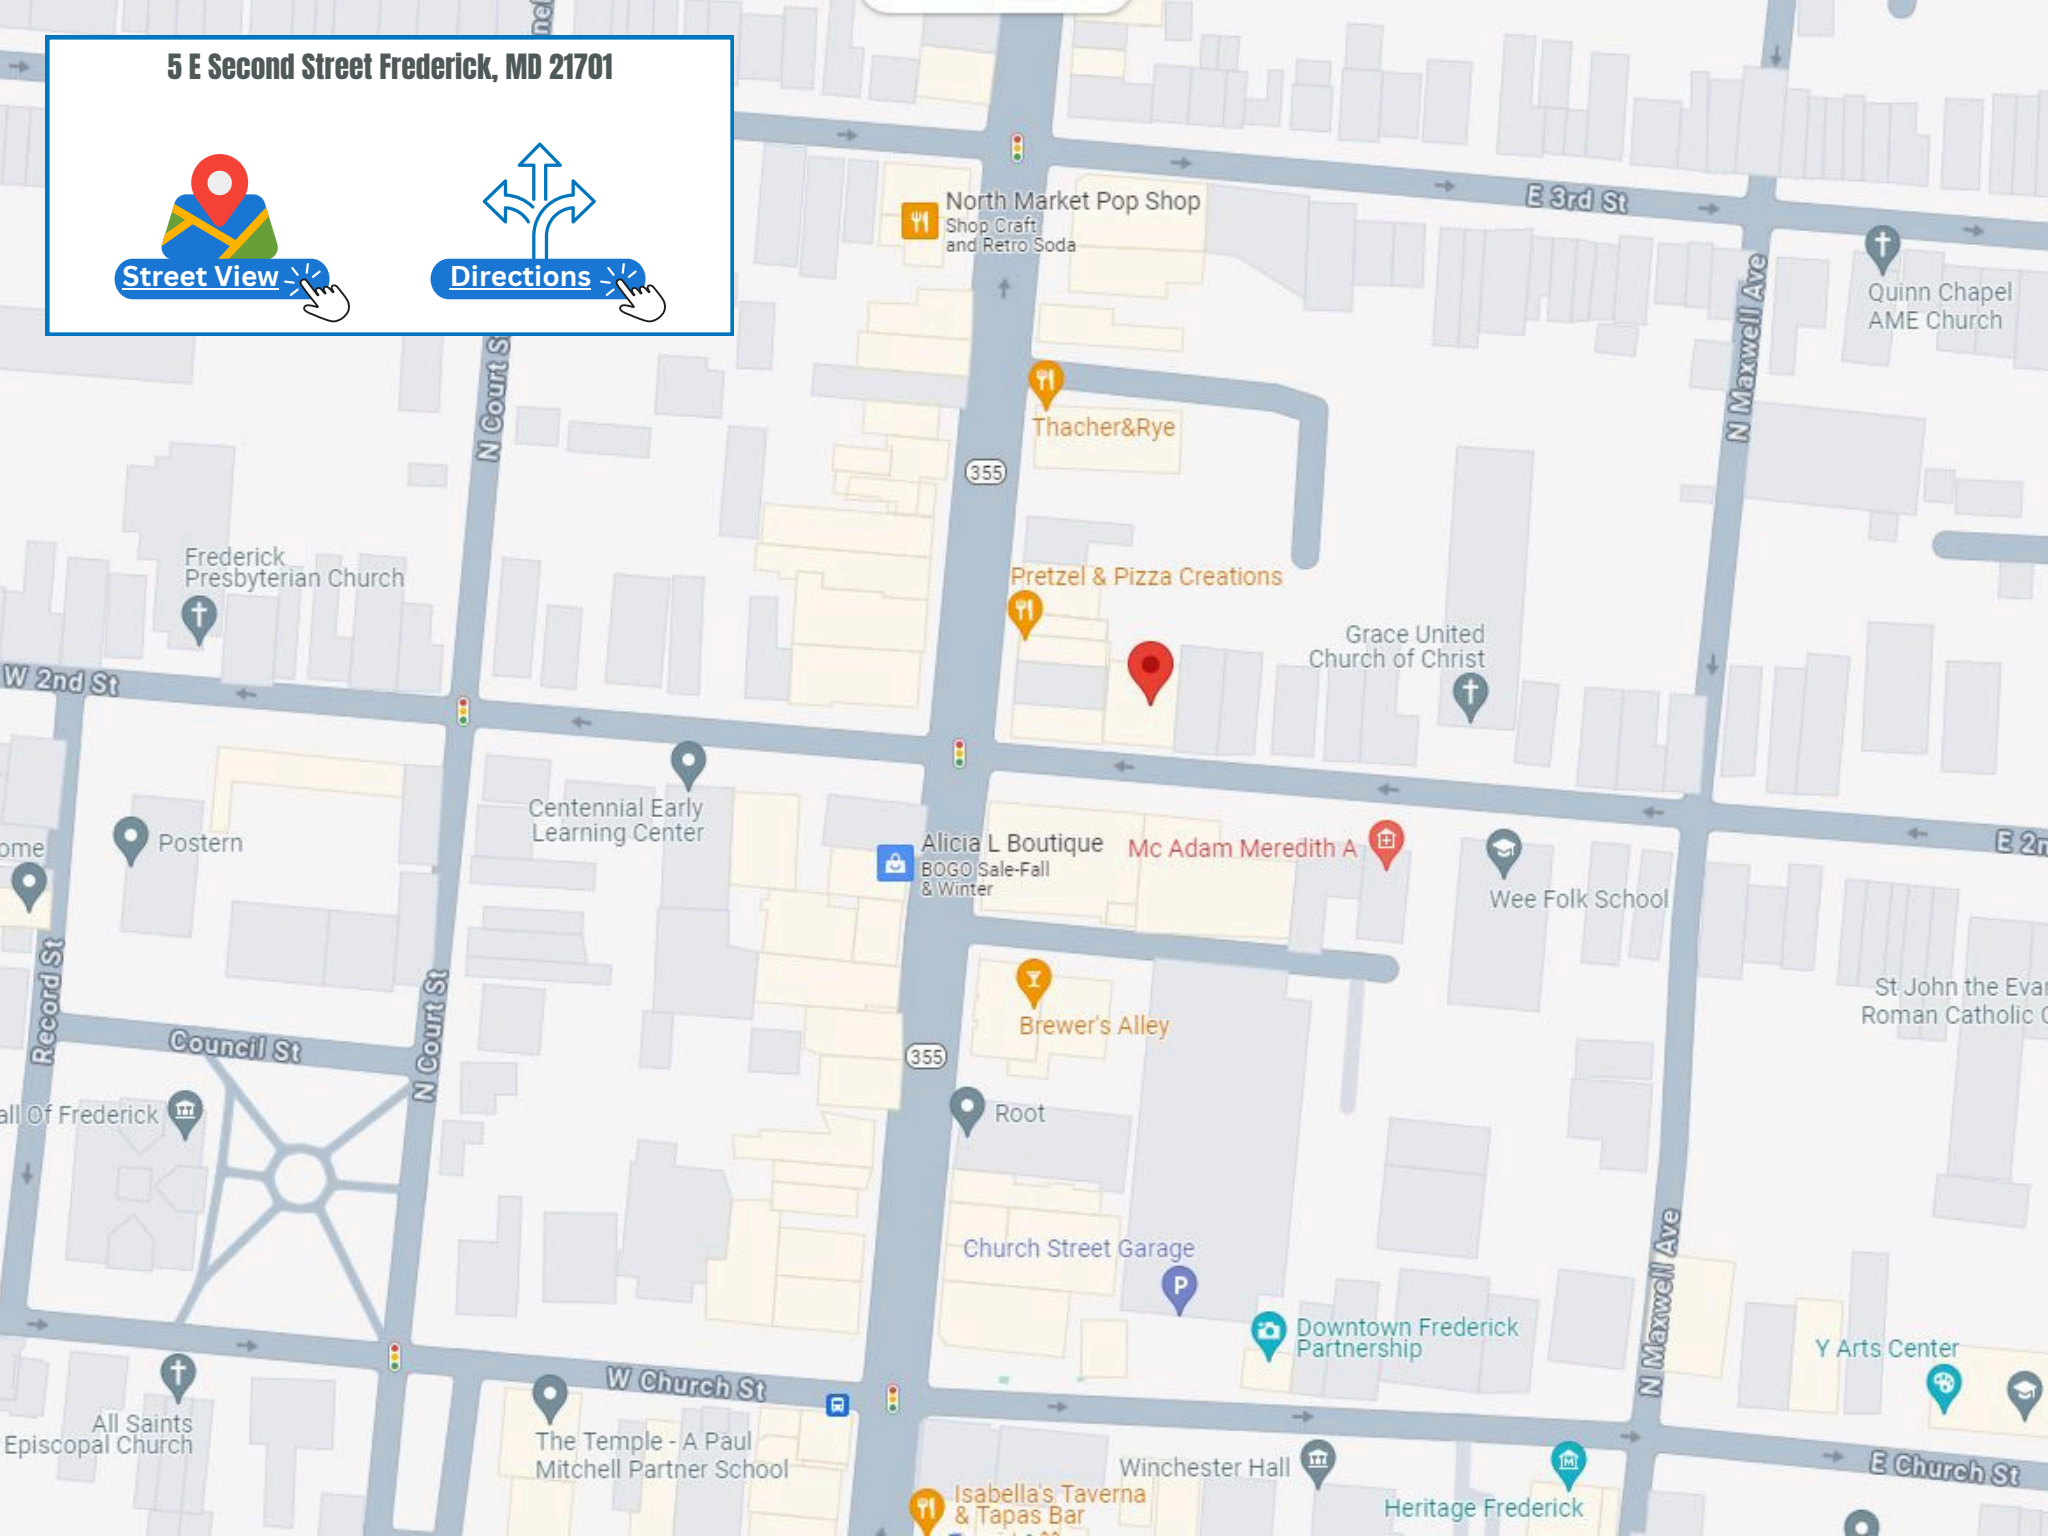 5 E Second Street Frederick, MD 21701
Street View
Directions
E 3rd St
North Market Pop Shop
Shop Craft
and Retro Soda
Quinn Chapel
AME Church
N Court St
N Maxwell Ave
Thacher&Rye
355
Frederick
Presbyterian Church
Pretzel & Pizza Creations
Grace United
Church of Christ
W 2nd St
Centennial Early
Learning Center
Postern
ome
Alicia L Boutique
BOGO Sale-Fall
& Winter
Mc Adam Meredith A
E 2n
Wee Folk School
Record St
N Court St
St John the Evan
Roman Catholic C
Brewer's Alley
Council St
355
all Of Frederick
Root
Church Street Garage
N Maxwell Ave
Downtown Frederick
Partnership
Y Arts Center
W Church St
All Saints
Episcopal Church
The Temple - A Paul
Mitchell Partner School
P
Winchester Hall
E Church St
Isabella's Taverna
& Tapas Bar
Heritage Frederick